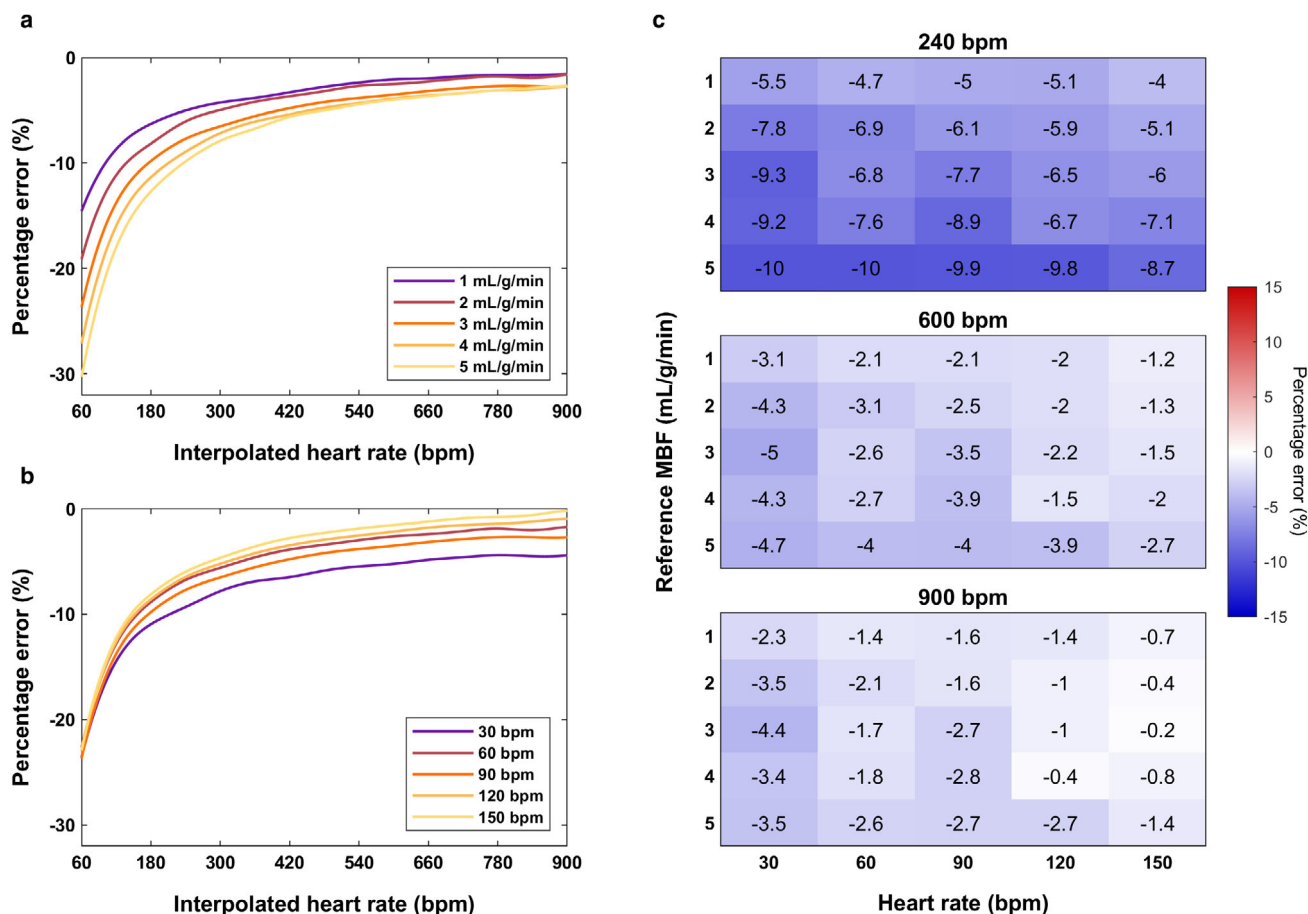 a
0
-10
-20
-30
Percentage error (%)
1 mL/g/min
2 mL/g/min
3 mL/g/min
4 mL/g/min
5 mL/g/min
60 180 300 420 540 660 780 900
Interpolated heart rate (bpm)
b
0
-10
-20
-30
Percentage error (%)
30 bpm
60 bpm
90 bpm
120 bpm
150 bpm
60 180 300 420 540 660 780 900
Interpolated heart rate (bpm)
c
240 bpm
1 -5.5 -4.7 -5 -5.1 -4
2 -7.8 -6.9 -6.1 -5.9 -5.1
3 -9.3 -6.8 -7.7 -6.5 -6
4 -9.2 -7.6 -8.9 -6.7 -7.1
5 -10 -10 -9.9 -9.8 -8.7
600 bpm
1 -3.1 -2.1 -2.1 -2 -1.2
2 -4.3 -3.1 -2.5 -2 -1.3
3 -5 -2.6 -3.5 -2.2 -1.5
4 -4.3 -2.7 -3.9 -1.5 -2
5 -4.7 -4 -4 -3.9 -2.7
900 bpm
1 -2.3 -1.4 -1.6 -1.4 -0.7
2 -3.5 -2.1 -1.6 -1 -0.4
3 -4.4 -1.7 -2.7 -1 -0.2
4 -3.4 -1.8 -2.8 -0.4 -0.8
5 -3.5 -2.6 -2.7 -2.7 -1.4
30 60 90 120 150
Heart rate (bpm)
Reference MBF (mL/g/min)
15
10
5
0
-5
-10
-15
Percentage error (%)